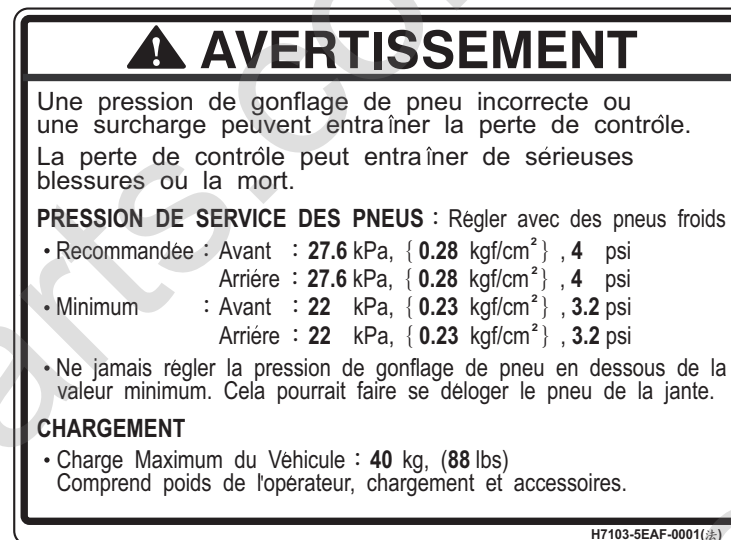 AVERTISSEMENT
Une pression de gonflage de pneu incorrecte ou
une surcharge peuvent entraîner la perte de contrôle.
La perte de contrôle peut entraîner de sérieuses
blessures ou la mort.
PRESSION DE SERVICE DES PNEUS : Régler avec des pneus froids
• Recommandée : Avant : 27.6 kPa, { 0.28 kgf/cm² } , 4 psi
Arriére : 27.6 kPa, { 0.28 kgf/cm² } , 4 psi
• Minimum : Avant : 22 kPa, { 0.23 kgf/cm² } , 3.2 psi
Arriére : 22 kPa, { 0.23 kgf/cm² } , 3.2 psi
• Ne jamais régler la pression de gonflage de pneu en dessous de la
valeur minimum. Cela pourrait faire se déloger le pneu de la jante.
CHARGEMENT
• Charge Maximum du Véhicule : 40 kg, (88 lbs)
Comprend poids de l'opérateur, chargement et accessoires.
H7103-5EAF-0001(法)